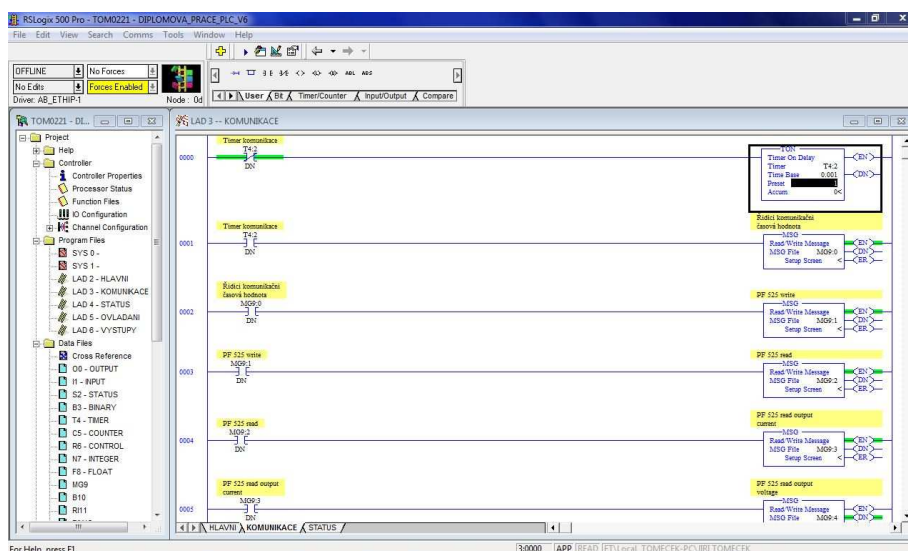 RSLogix 500 Pro - TOM0221 - DIPLOMOVA_PRACE_PLC_V6
File Edit View Search Comms Tools Window Help
OFFLINE No Forces
No Edits Forces Enabled
Driver: AB_ETHIP-1 Node : 0d
User Bit Timer/Counter Input/Output Compare
TOM0221 - DI...
Project
Help
Controller
Controller Properties
Processor Status
Function Files
IO Configuration
Channel Configuration
Program Files
SYS 0 -
SYS 1 -
LAD 2 - HLAVNI
LAD 3 - KOMUNIKACE
LAD 4 - STATUS
LAD 5 - OVLADANI
LAD 6 - VYSTUPY
Data Files
Cross Reference
O0 - OUTPUT
I1 - INPUT
S2 - STATUS
B3 - BINARY
T4 - TIMER
C5 - COUNTER
R6 - CONTROL
N7 - INTEGER
F8 - FLOAT
MG9
B10
RI11
LAD 3 -- KOMUNIKACE
Timer komunikace
T4:2
0000
DN
TON
Timer On Delay EN
Timer T4:2
Time Base 0.001 DN
Preset 1
Accum 0<
Timer komunikace
T4:2
0001
DN
Řídící komunikační
časová hodnota
MSG
Read/Write Message EN
MSG File MG9:0 DN
Setup Screen < ER
Řídící komunikační
časová hodnota
MG9:0
0002
DN
PF 525 write
MSG
Read/Write Message EN
MSG File MG9:1 DN
Setup Screen < ER
PF 525 write
MG9:1
0003
DN
PF 525 read
MSG
Read/Write Message EN
MSG File MG9:2 DN
Setup Screen < ER
PF 525 read
MG9:2
0004
DN
PF 525 read output
current
MSG
Read/Write Message EN
MSG File MG9:3 DN
Setup Screen < ER
PF 525 read output
current
MG9:3
0005
DN
PF 525 read output
voltage
MSG
Read/Write Message EN
MSG File MG9:4 DN
HLAVNI KOMUNIKACE STATUS
For Help, press F1
3:0000 APP READ